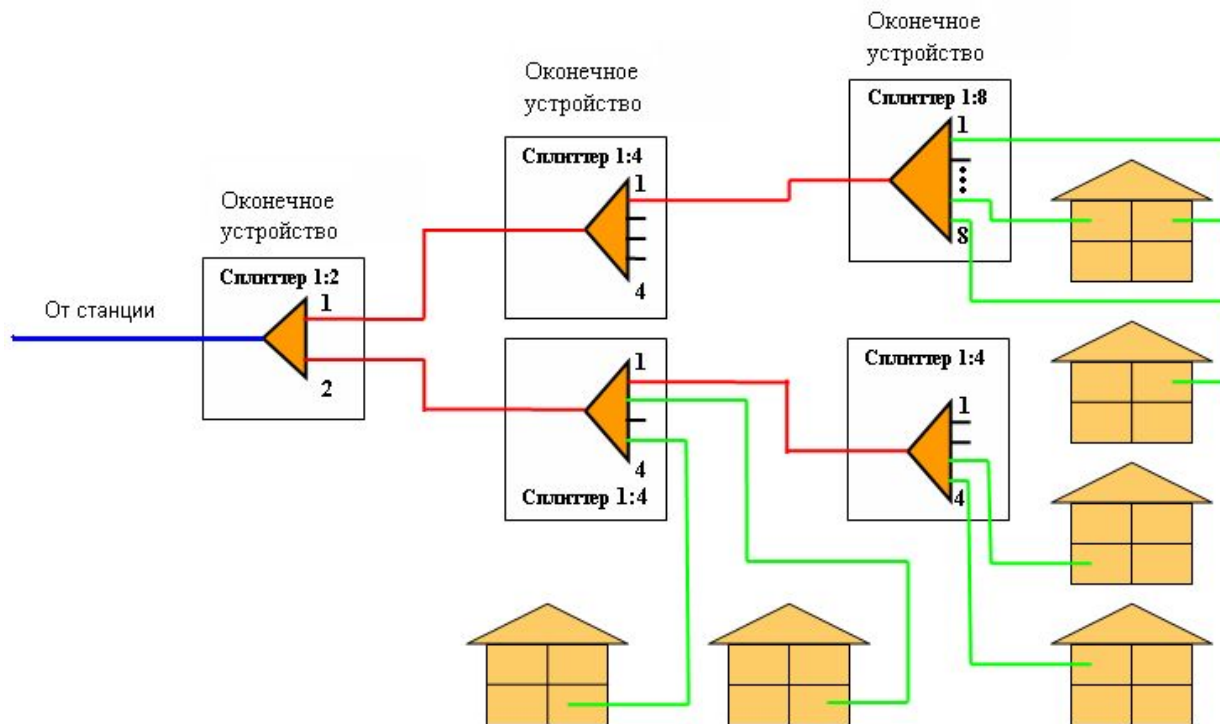 Оконечное
устройство
Сплиттер 1:8
1
8
Оконечное
устройство
Сплиттер 1:4
1
4
Оконечное
устройство
Сплиттер 1:2
1
2
От станции
1
4
Сплиттер 1:4
Сплиттер 1:4
1
4